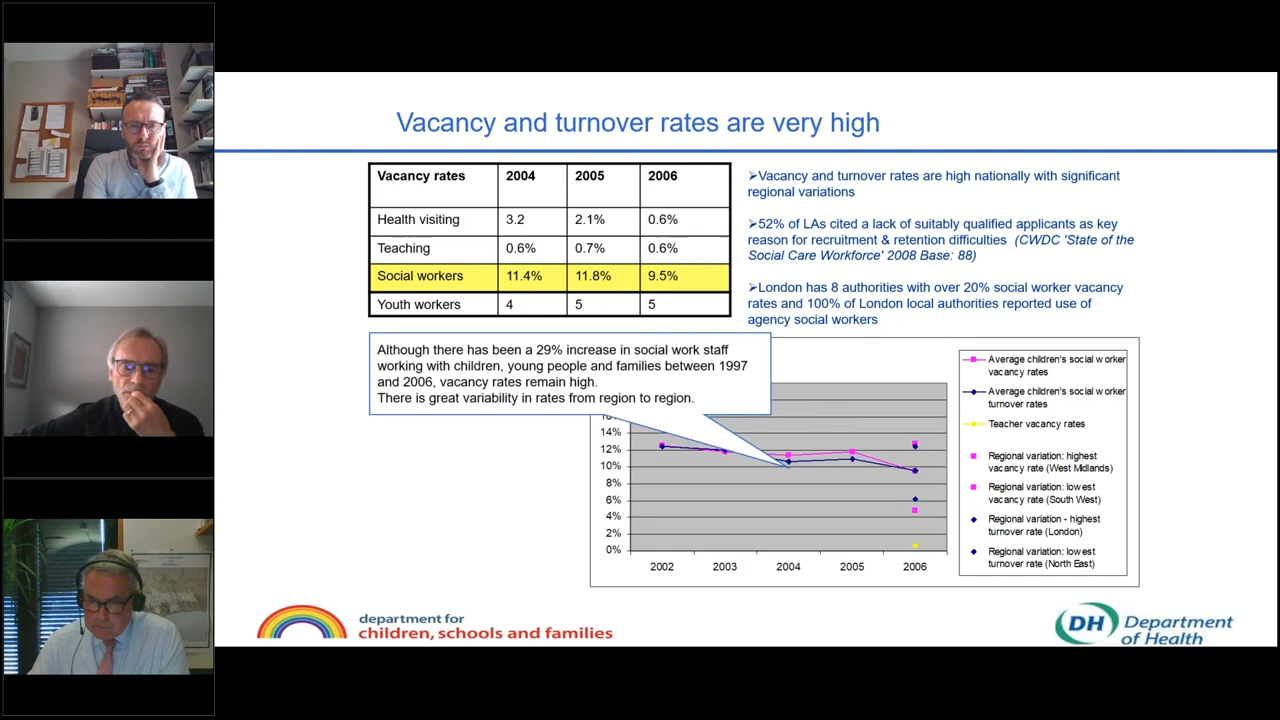 Vacancy and turnover rates are very high
Vacancy rates 2004 2005 2006
Health visiting 3.2 2.1% 0.6%
Teaching 0.6% 0.7% 0.6%
Social workers 11.4% 11.8% 9.5%
Youth workers 4 5 5
➢Vacancy and turnover rates are high nationally with significant
regional variations
➢52% of LAs cited a lack of suitably qualified applicants as key
reason for recruitment & retention difficulties (CWDC 'State of the
Social Care Workforce' 2008 Base: 88)
➢London has 8 authorities with over 20% social worker vacancy
rates and 100% of London local authorities reported use of
agency social workers
Although there has been a 29% increase in social work staff
working with children, young people and families between 1997
and 2006, vacancy rates remain high.
There is great variability in rates from region to region.
14%
12%
10%
8%
6%
4%
2%
0%
2002 2003 2004 2005 2006
Average children's social worker
vacancy rates
Average children's social worker
turnover rates
Teacher vacancy rates
Regional variation: highest
vacancy rate (West Midlands)
Regional variation: lowest
vacancy rate (South West)
Regional variation - highest
turnover rate (London)
Regional variation: lowest
turnover rate (North East)
department for
children, schools and families
DH Department
of Health